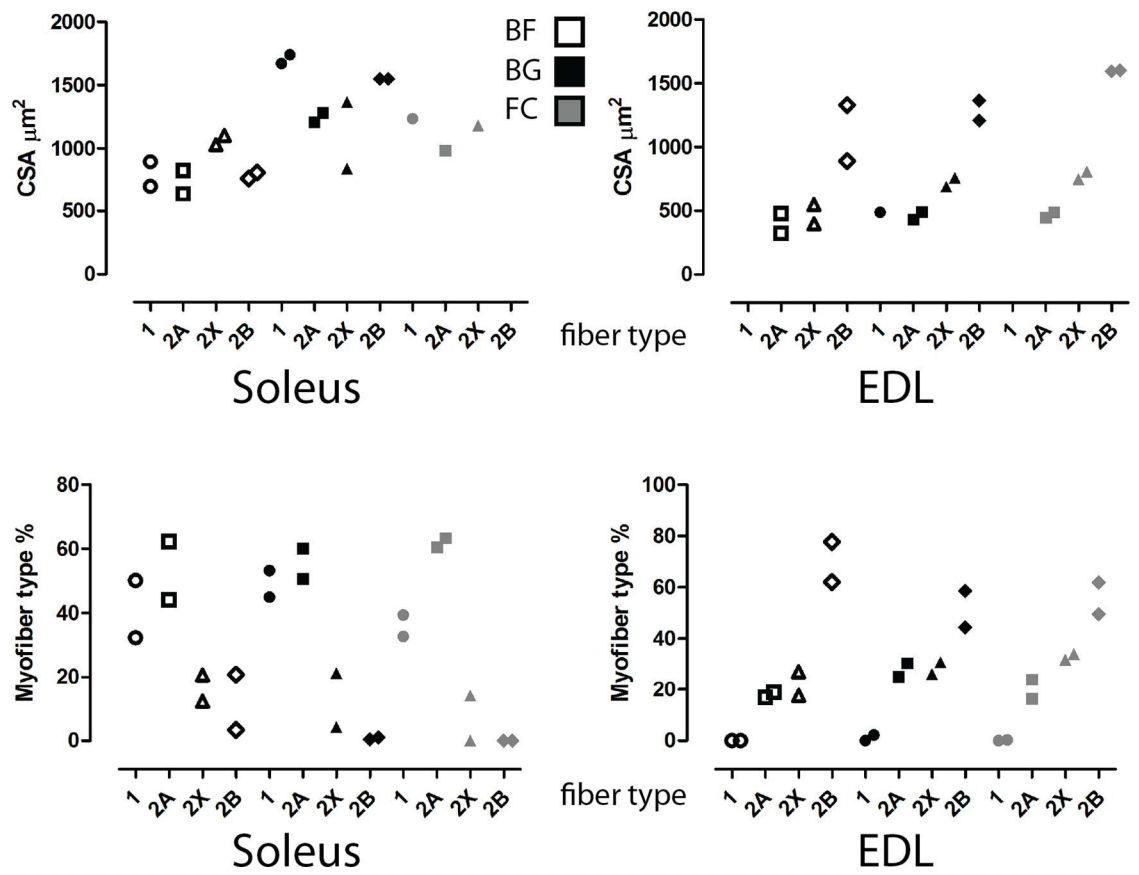 2000
1500
1000
500
0
CSA µm²
1 2A 2X 2B 1 2A 2X 2B 1 2A 2X 2B
Soleus
BF
BG
FC
fiber type
2000
1500
1000
500
0
CSA µm²
1 2A 2X 2B 1 2A 2X 2B 1 2A 2X 2B
EDL
80
60
40
20
0
Myofiber type %
1 2A 2X 2B 1 2A 2X 2B 1 2A 2X 2B
Soleus
fiber type
100
80
60
40
20
0
Myofiber type %
1 2A 2X 2B 1 2A 2X 2B 1 2A 2X 2B
EDL